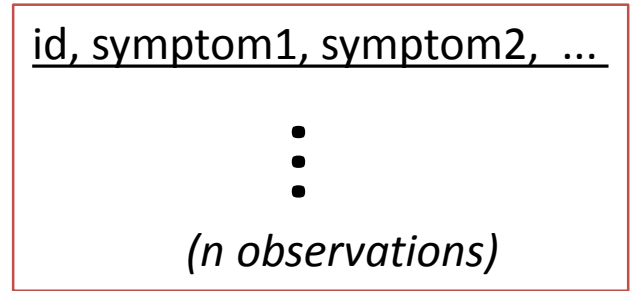 id, symptom1, symptom2, ...
(n observations)